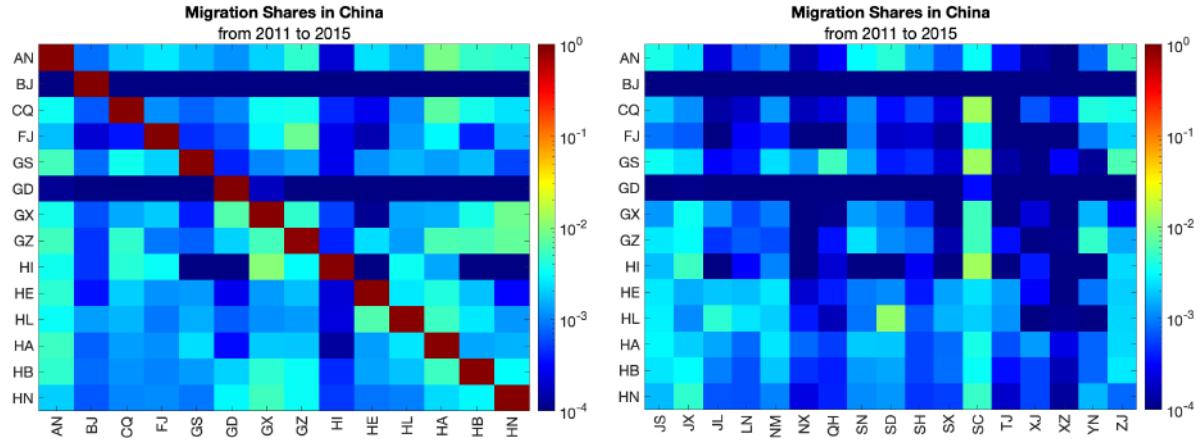 Migration Shares in China
from 2011 to 2015
AN
BJ
CQ
FJ
GS
GD
GX
GZ
HI
HE
HL
HA
HB
HN
AN BJ CQ FJ GS GD GX GZ HI HE HL HA HB HN
10^0
10^-1
10^-2
10^-3
10^-4
Migration Shares in China
from 2011 to 2015
AN
BJ
CQ
FJ
GS
GD
GX
GZ
HI
HE
HL
HA
HB
HN
JS JX JL LN NM NX QH SN SD SH SX SC TJ XJ XZ YN ZJ
10^0
10^-1
10^-2
10^-3
10^-4